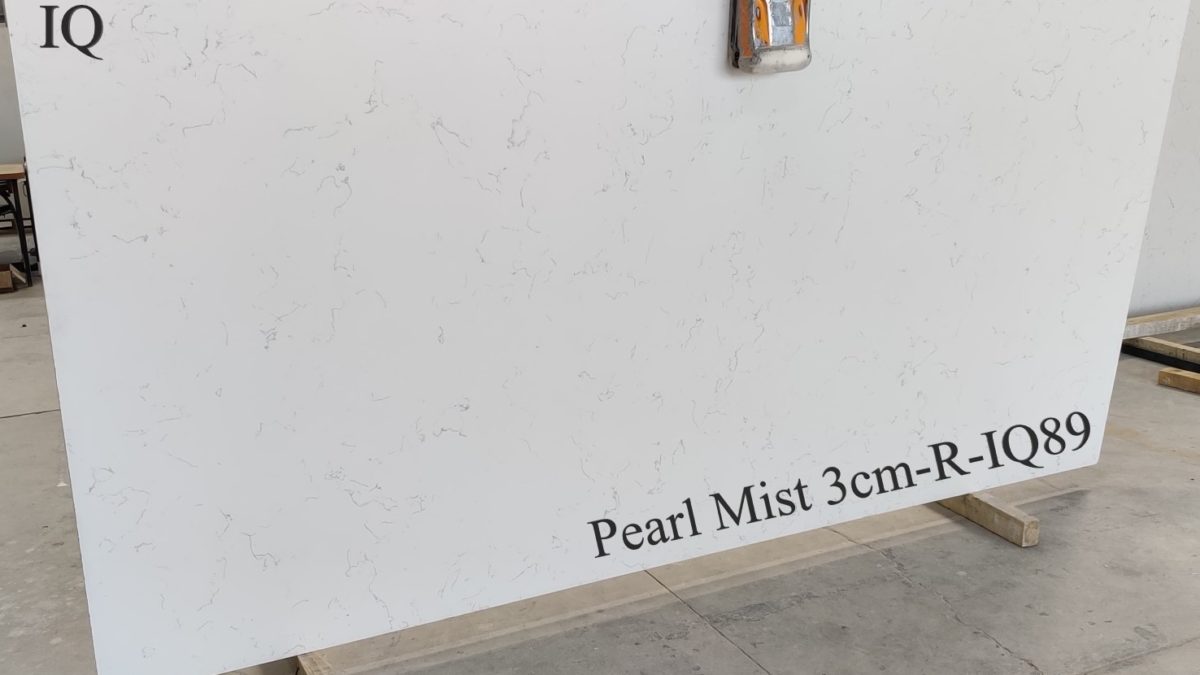 IQ
Pearl Mist 3cm-R-IQ89